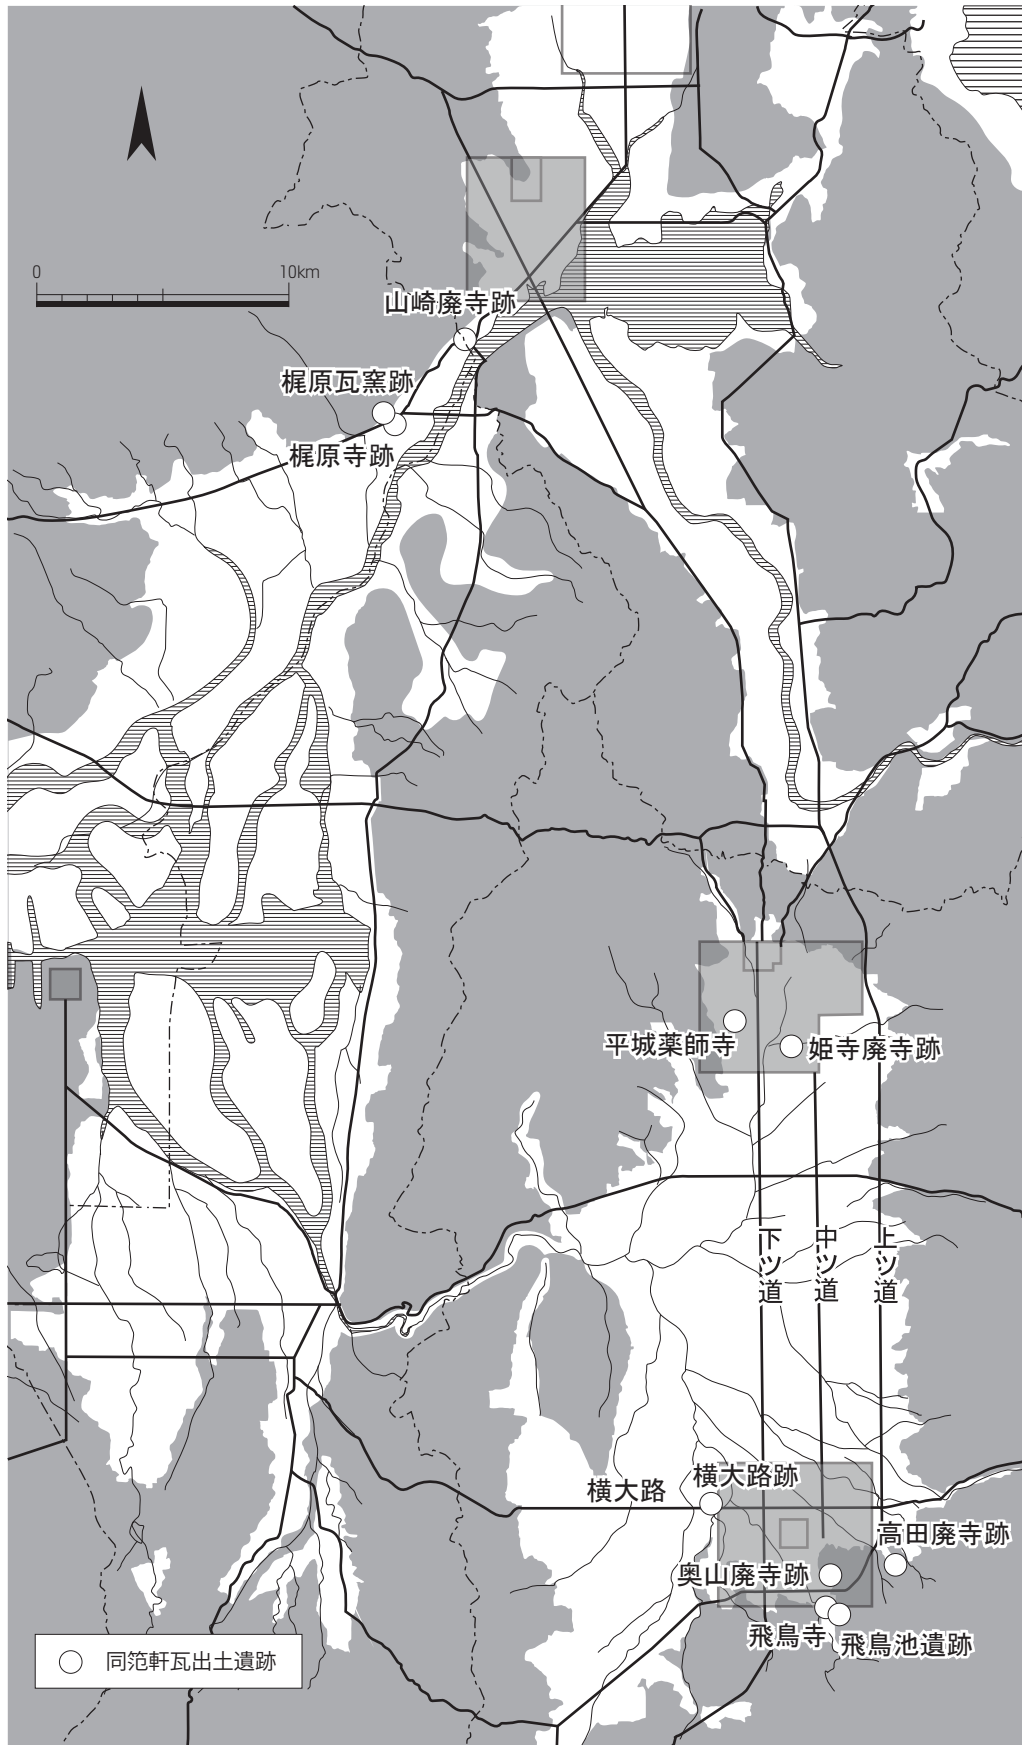 0 10km
山崎廃寺跡
梶原瓦窯跡
梶原寺跡
平城薬師寺
姫寺廃寺跡
下ツ道
中ツ道
上ツ道
横大路
横大路跡
高田廃寺跡
奥山廃寺跡
飛鳥寺
飛鳥池遺跡
同笵軒瓦出土遺跡